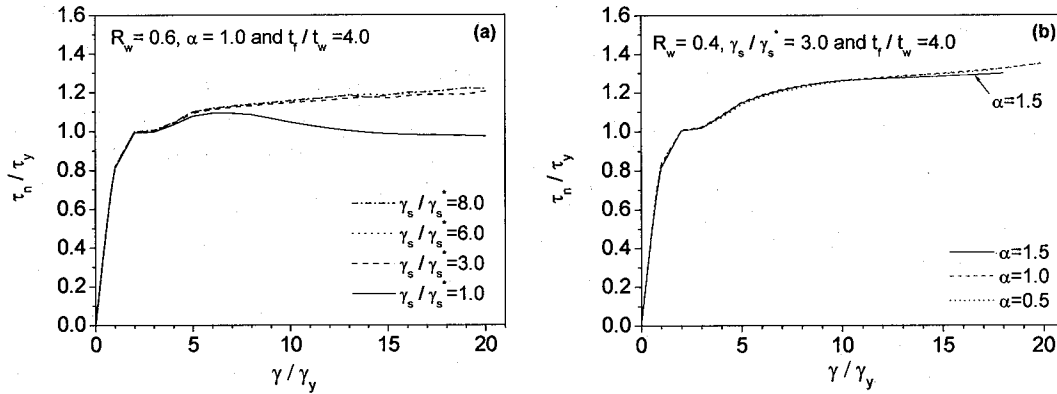 R_w= 0.6, α = 1.0 and t_f / t_w =4.0 (a)
1.6
1.4
1.2
1.0
0.8
0.6
0.4
0.2
0.0
τ_n / τ_y
γ_s / γ_s^*=8.0
γ_s / γ_s^*=6.0
γ_s / γ_s^*=3.0
γ_s / γ_s^*=1.0
0 5 10 15 20
γ / γ_y
R_w= 0.4, γ_s / γ_s^* = 3.0 and t_f / t_w =4.0 (b)
1.6
1.4
1.2
1.0
0.8
0.6
0.4
0.2
0.0
τ_n / τ_y
α=1.5
α=1.5
α=1.0
α=0.5
0 5 10 15 20
γ / γ_y